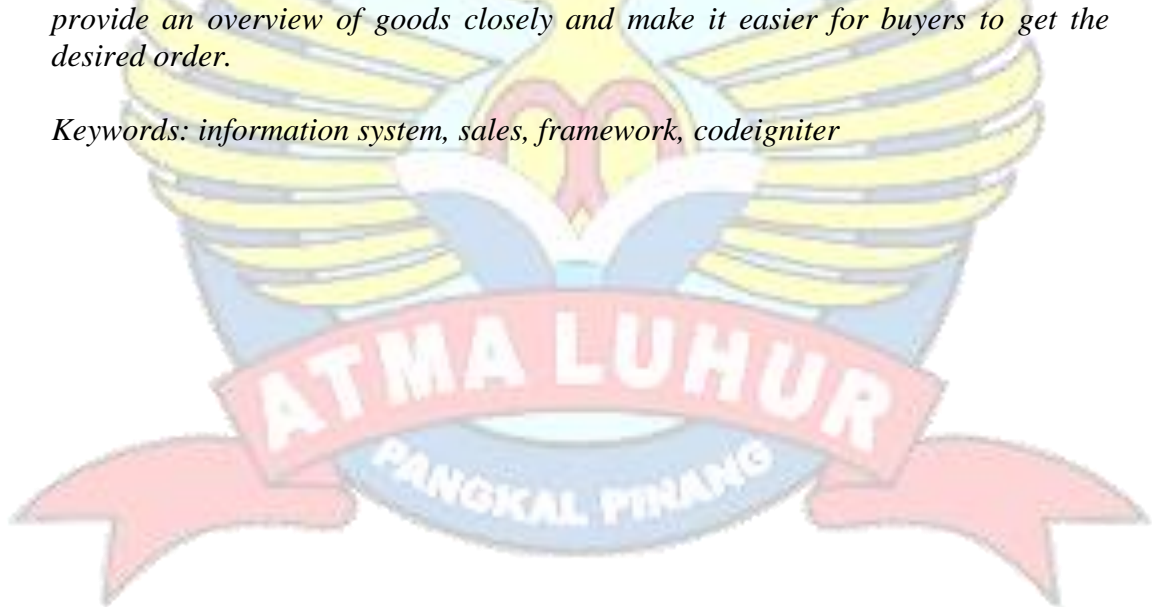 provide an overview of goods closely and make it easier for buyers to get the
desired order.
Keywords: information system, sales, framework, codeigniter
ATMA LUHUR
PANGKAL PINANG